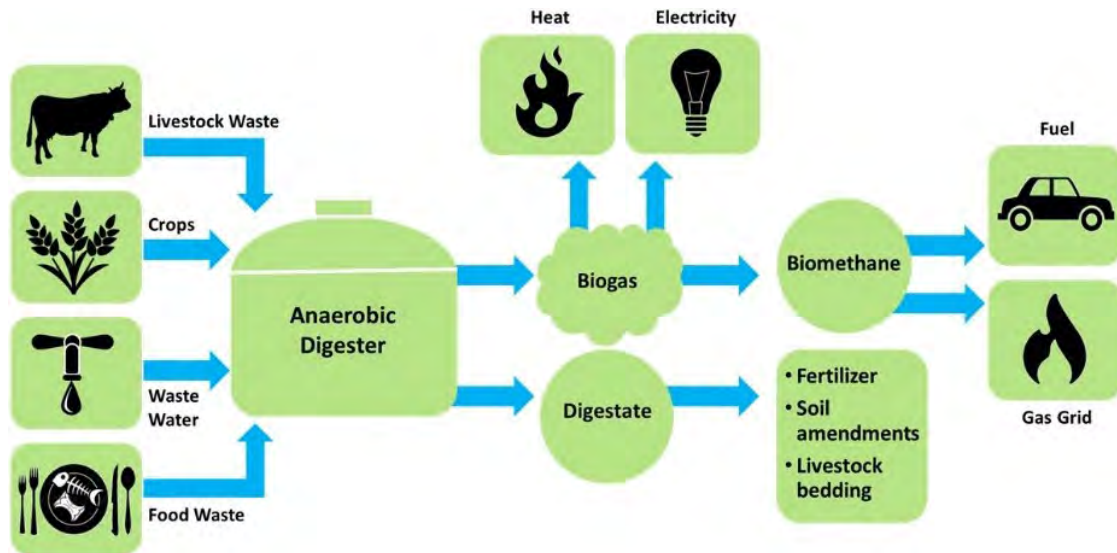 Heat
Electricity
Livestock Waste
Crops
Waste
Water
Food Waste
Anaerobic
Digester
Biogas
Digestate
Biomethane
• Fertilizer
• Soil
amendments
• Livestock
bedding
Fuel
Gas Grid